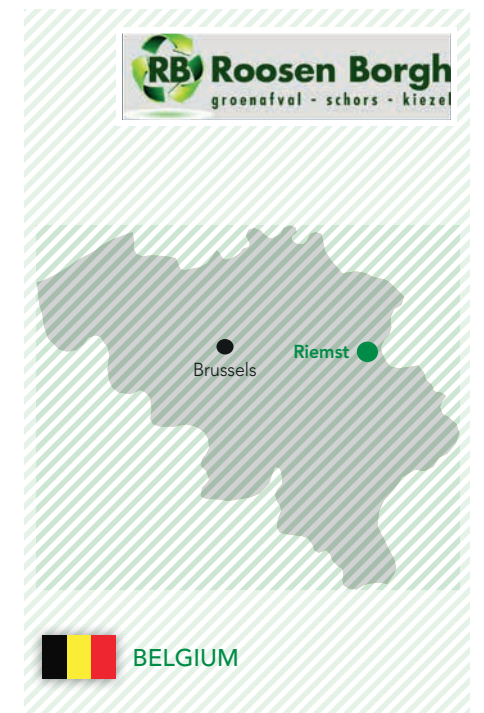 RB Roosen Borgh
groenafval - schors - kiezel
Riemst
Brussels
BELGIUM